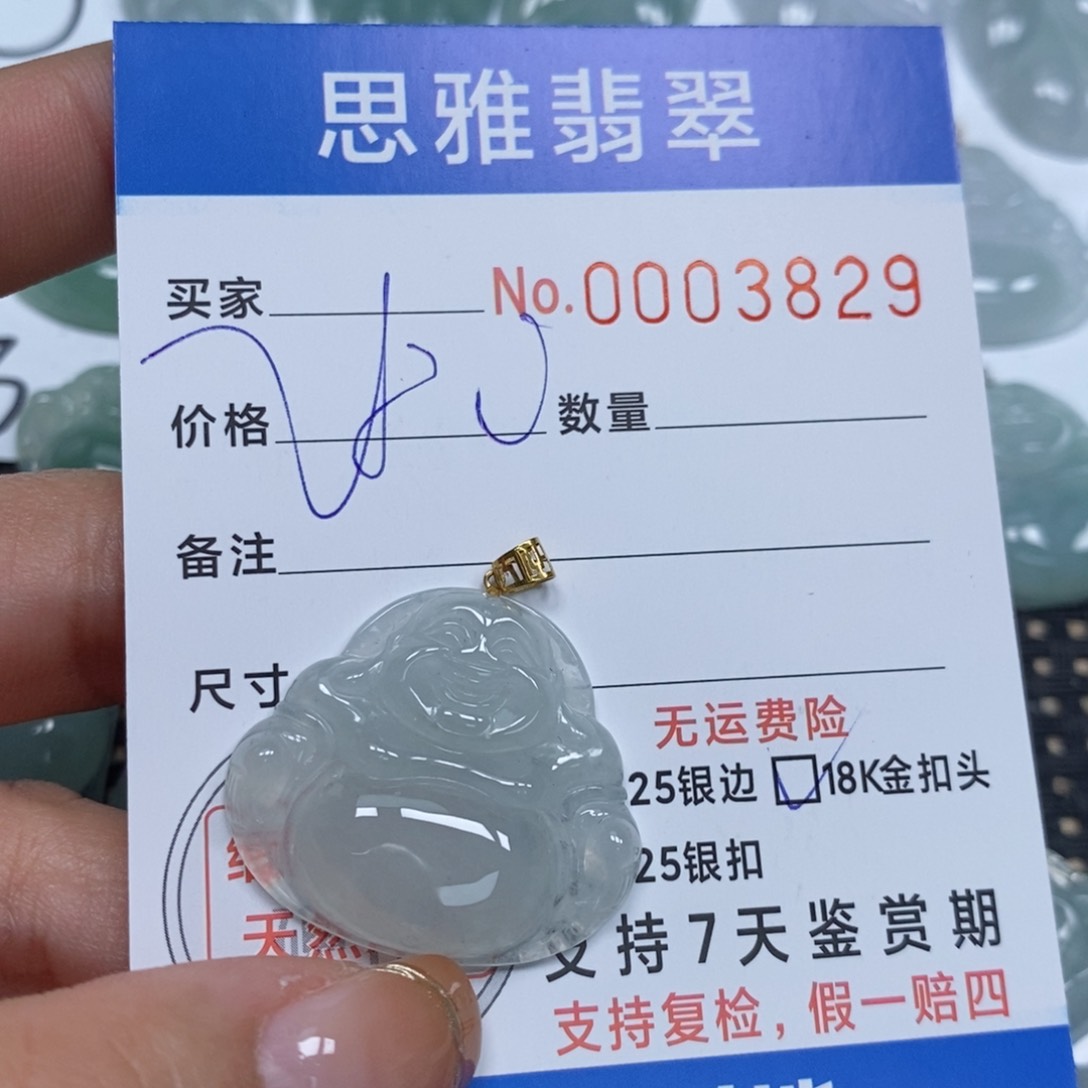 思雅翡翠
买家 No.0003829
价格 数量
备注
尺寸
无运费险
25银边 18K金扣头
25银扣
天然
支持7天鉴赏期
支持复检，假一赔四